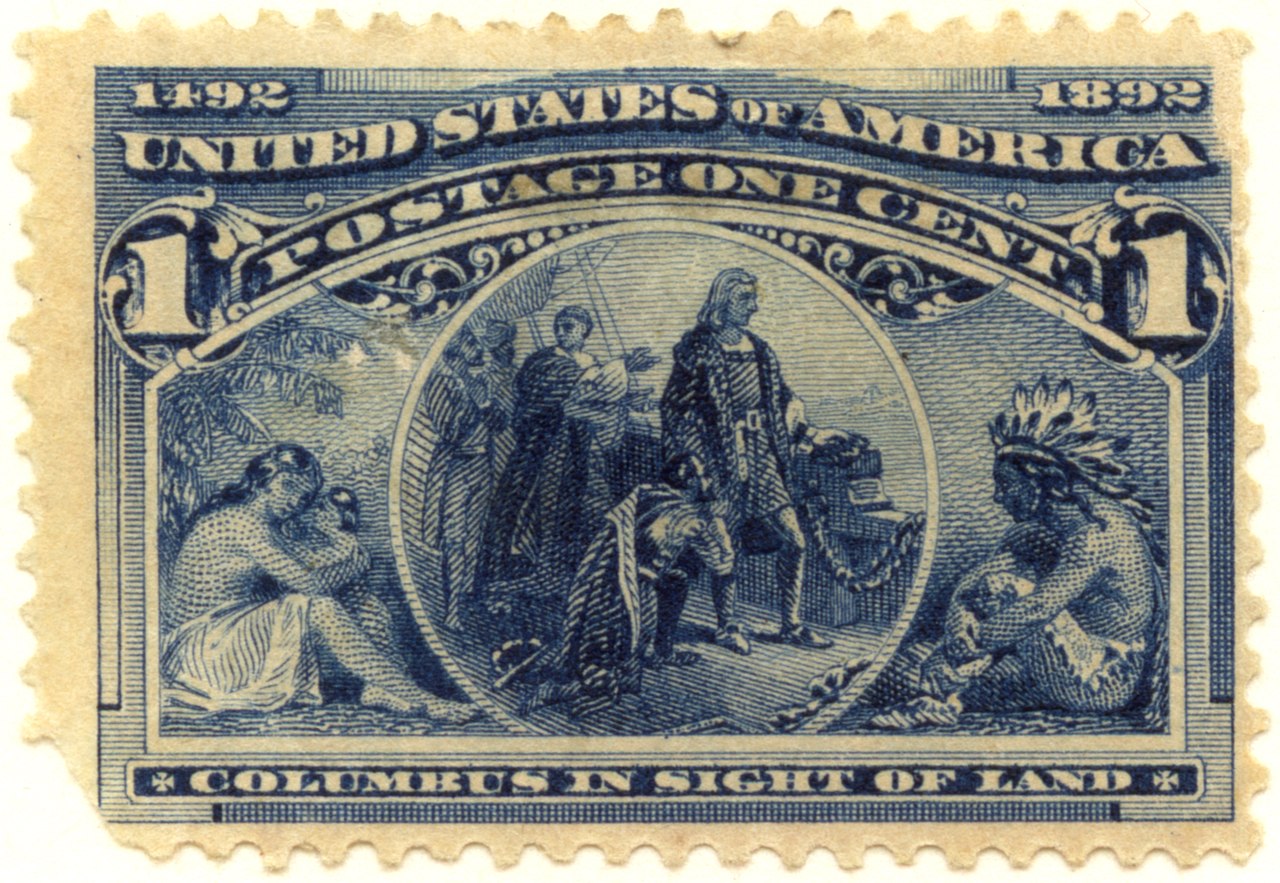 1492 1892
UNITED STATES OF AMERICA
POSTAGE ONE CENT
1 1
COLUMBUS IN SIGHT OF LAND